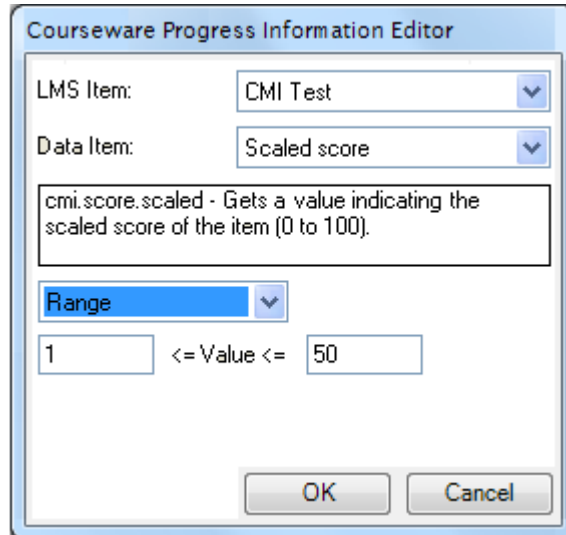 Courseware Progress Information Editor
LMS Item: CMI Test
Data Item: Scaled score
cmi.score.scaled - Gets a value indicating the
scaled score of the item (0 to 100).
Range
1 <= Value <= 50
OK Cancel